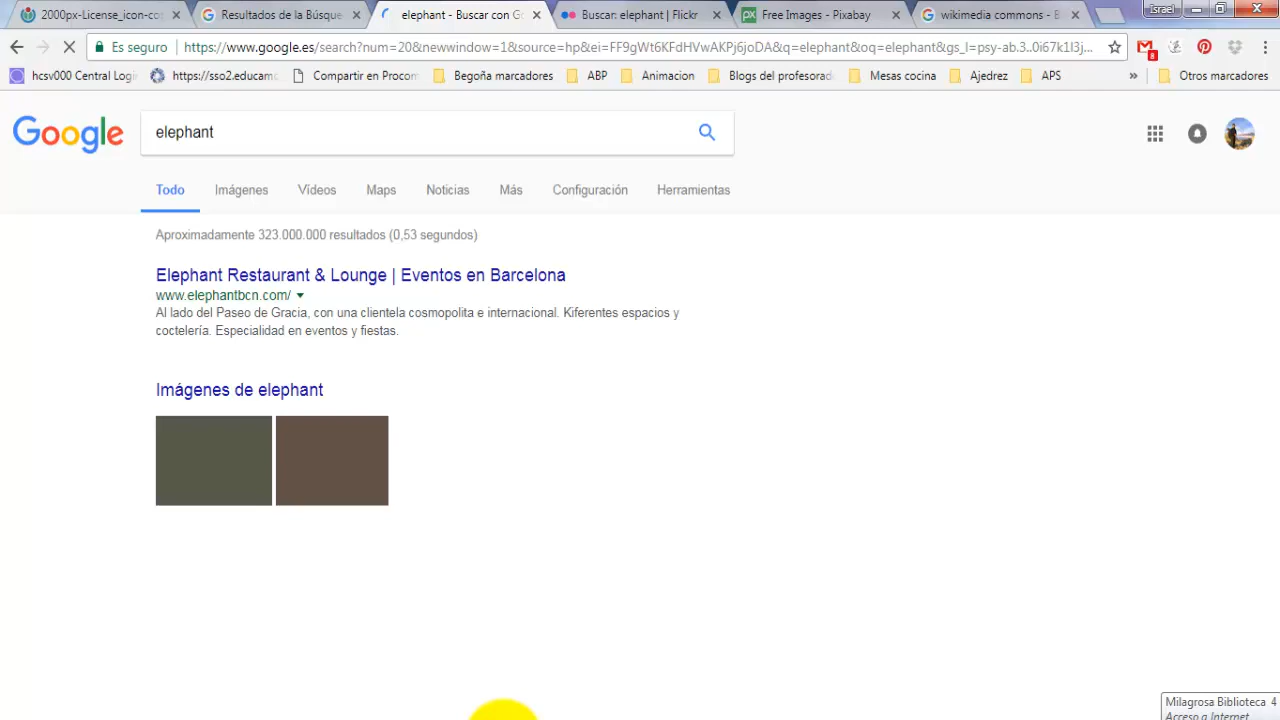 2000px-License_icon-co
Resultados de la búsque
elephant - Buscar con G
Buscar: elephant | Flickr
Free Images - Pixabay
wikimedia commons - B
Israel
Es seguro
https://www.google.es/search?num=20&newwindow=1&source=hp&ei=FF9gWt6KFdHVwAKPj6joDA&q=elephant&oq=elephant&gs_l=psy-ab.3..0i67k1l3j...
8
hcsv000 Central Logi
https://sso2.educam
Compartir en Procom
Begoña marcadores
ABP
Animacion
Blogs del profesorad
Mesas cocina
Ajedrez
APS
»
Otros marcadores
Google
elephant
Todo
Imágenes
Vídeos
Maps
Noticias
Más
Configuración
Herramientas
Aproximadamente 323.000.000 resultados (0,53 segundos)
Elephant Restaurant & Lounge | Eventos en Barcelona
www.elephantbcn.com/
Al lado del Paseo de Gracia, con una clientela cosmopolita e internacional. Kiferentes espacios y
coctelería. Especialidad en eventos y fiestas.
Imágenes de elephant
Milagrosa Biblioteca 4
Acceso a Internet